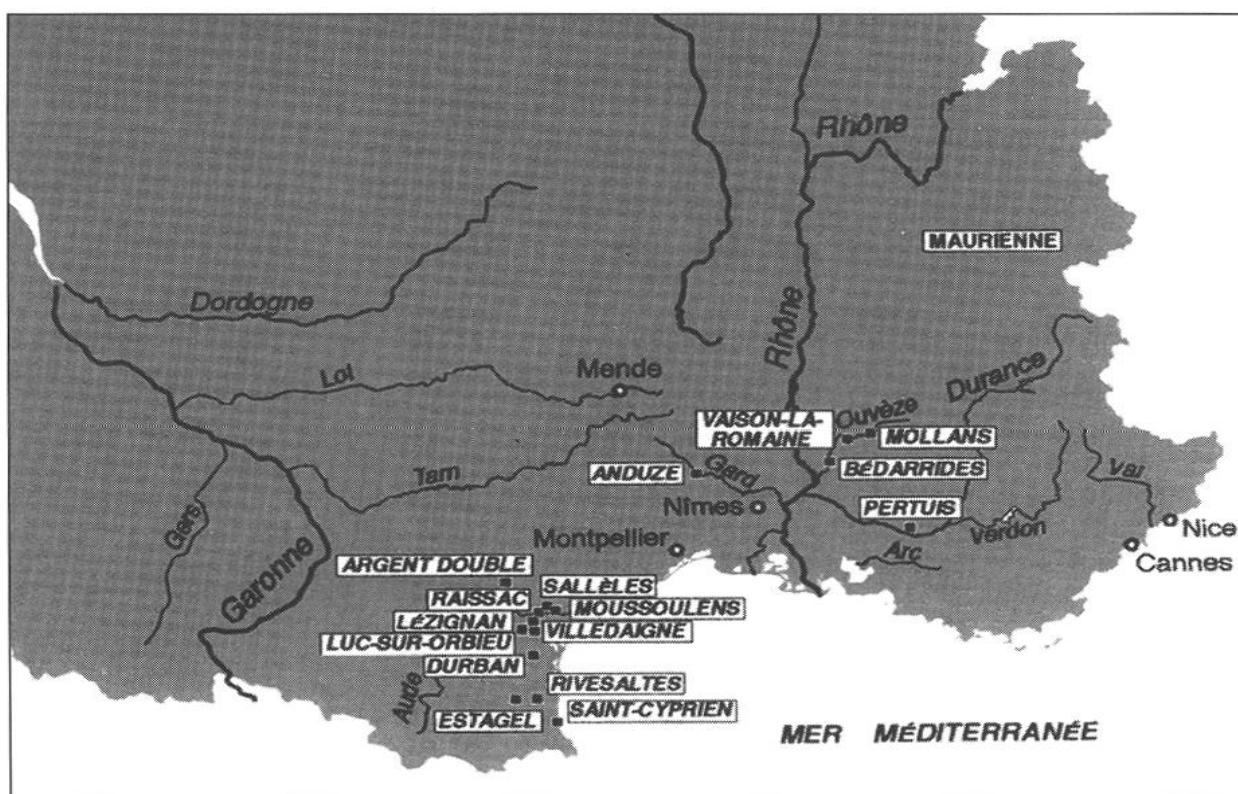 Rhône
MAURIENNE
Dordogne
Rhône
Durance
Lot
Mende
Ouvèze
VAISON-LA-
ROMAINE
MOLLANS
BÉDARRIDES
Tarn
ANDUZE
Gard
Var
Nîmes
PERTUIS
Verdon
Gers
Montpellier
Arc
Nice
Cannes
Garonne
ARGENT DOUBLE
SALLÈLES
RAISSAC
MOUSSOULENS
LÉZIGNAN
VILLEDAIGNE
LUC-SUR-ORBIEU
DURBAN
Aude
RIVESALTES
ESTAGEL
SAINT-CYPRIEN
MER MÉDITERRANÉE